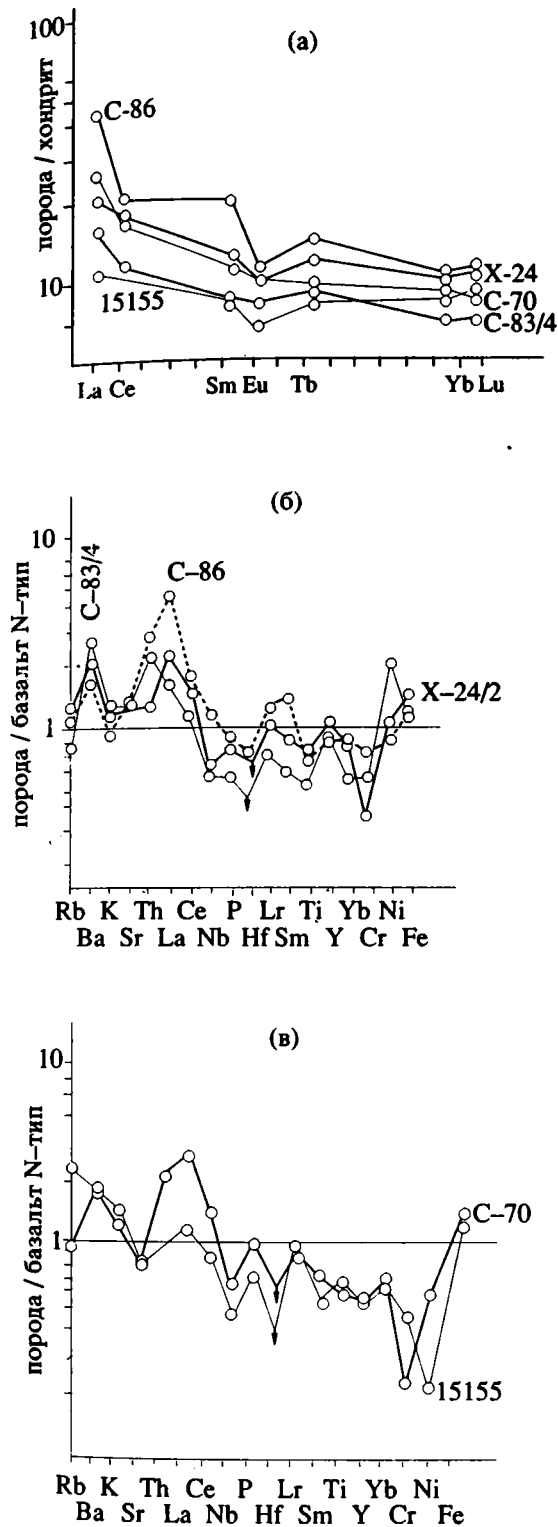 (а)
100
порода / хондрит
10
С-86
15155
X-24
С-70
С-83/4
La Ce Sm Eu Tb Yb Lu
(б)
10
порода / базальт N–тип
1
С–83/4
С–86
X–24/2
Rb K Th Ce P Lr Ti Yb Ni
Ba Sr La Nb Hf Sm Y Cr Fe
(в)
10
порода / базальт N–тип
1
С–70
15155
Rb K Th Ce P Lr Ti Yb Ni
Ba Sr La Nb Hf Sm Y Cr Fe